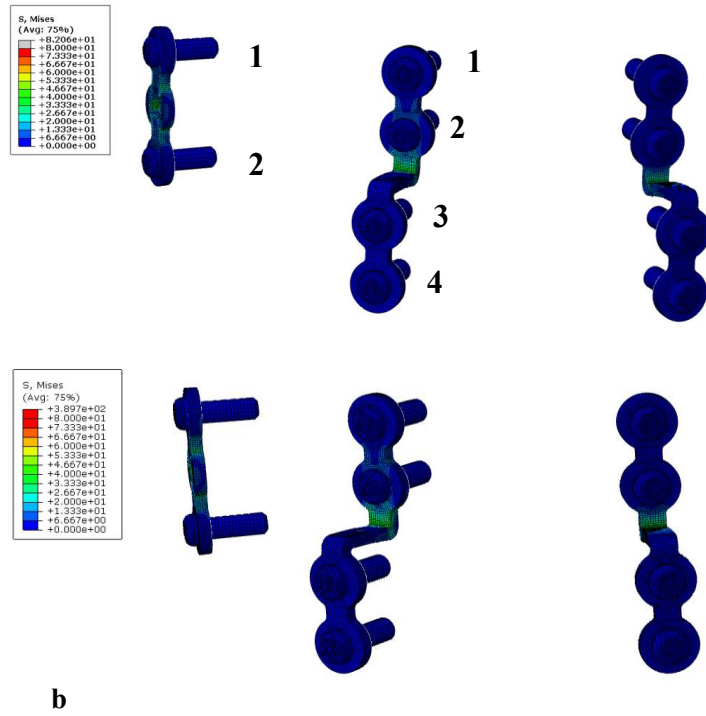 S, Mises
(Avg: 75%)
+8.206e+01
+8.000e+01
+7.333e+01
+6.667e+01
+6.000e+01
+5.333e+01
+4.667e+01
+4.000e+01
+3.333e+01
+2.667e+01
+2.000e+01
+1.333e+01
+6.667e+00
+0.000e+00
1
2
1
2
3
4
S, Mises
(Avg: 75%)
+3.897e+02
+8.000e+01
+7.333e+01
+6.667e+01
+6.000e+01
+5.333e+01
+4.667e+01
+4.000e+01
+3.333e+01
+2.667e+01
+2.000e+01
+1.333e+01
+6.667e+00
+0.000e+00
b